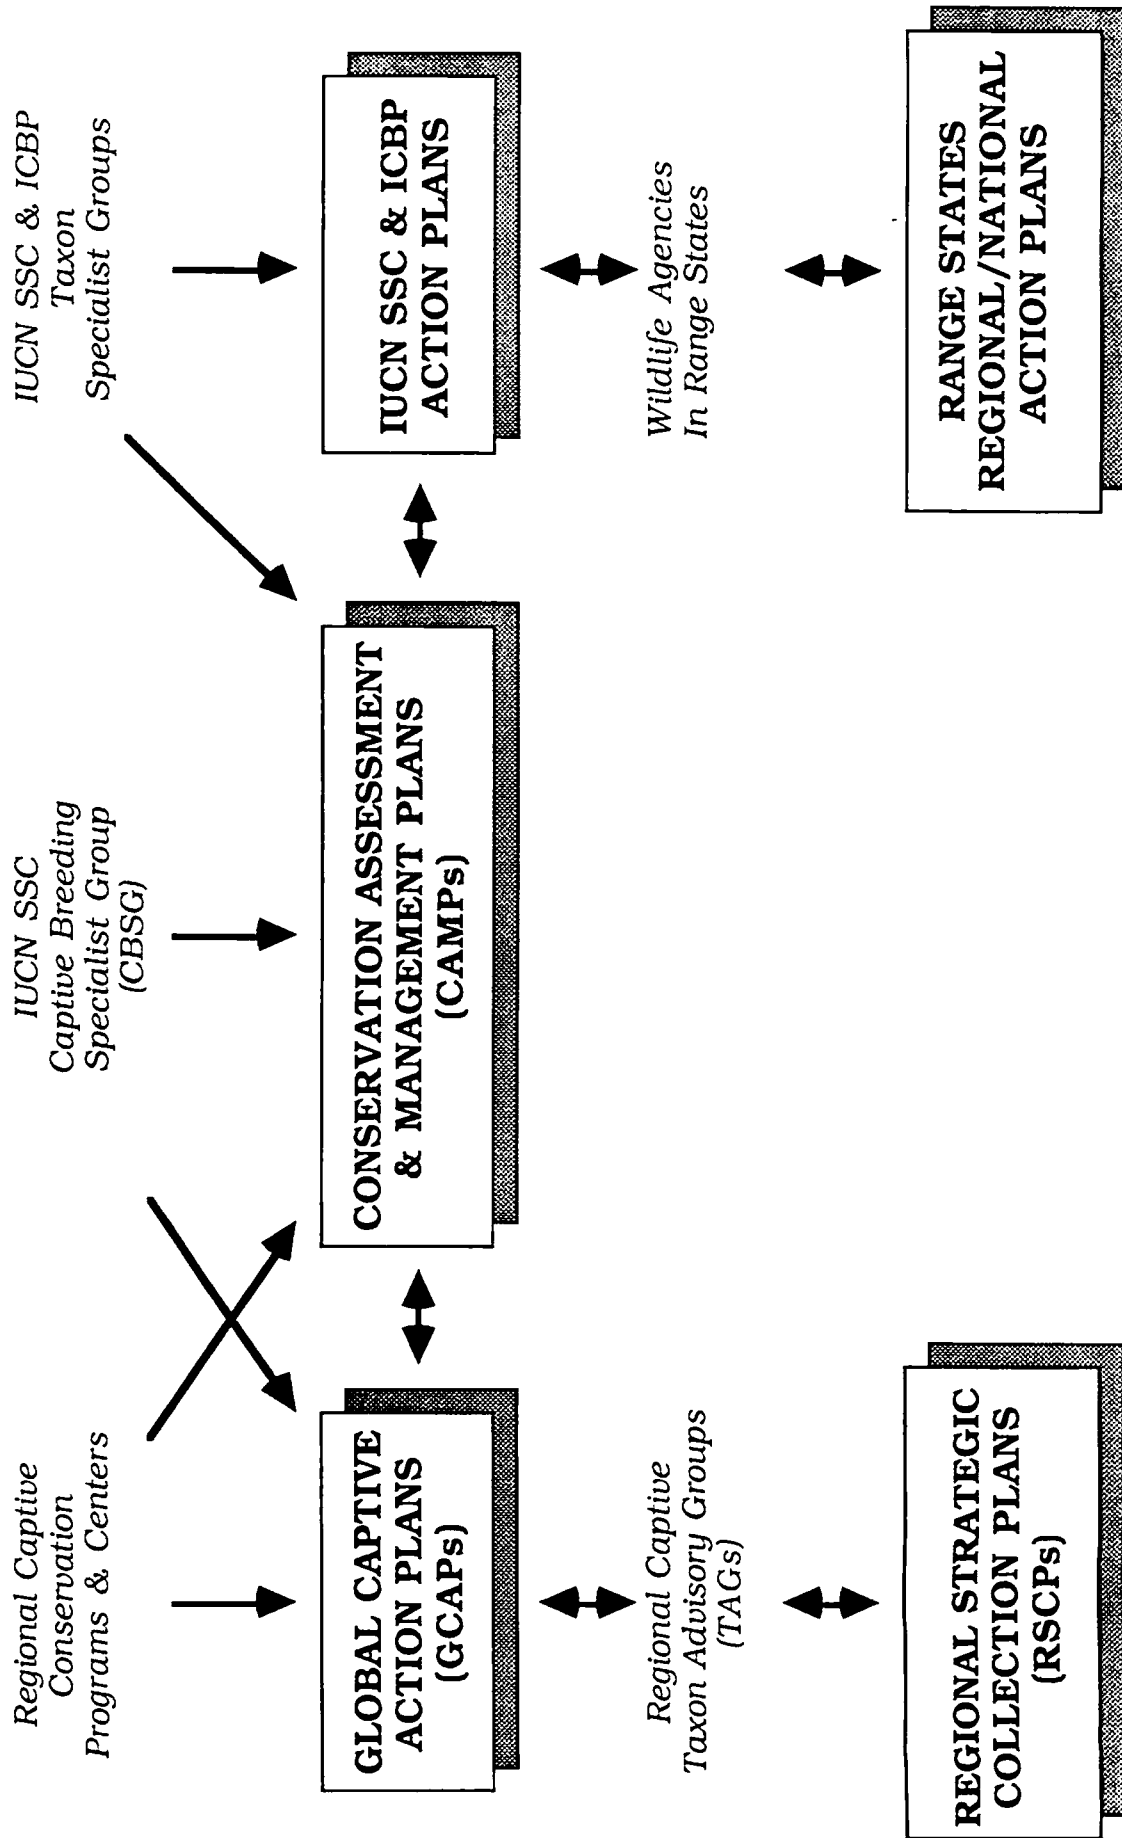 Regional Captive
Conservation
Programs & Centers
IUCN SSC
Captive Breeding
Specialist Group
(CBSG)
IUCN SSC & ICBP
Taxon
Specialist Groups
GLOBAL CAPTIVE
ACTION PLANS
(GCAPs)
CONSERVATION ASSESSMENT
& MANAGEMENT PLANS
(CAMPs)
IUCN SSC & ICBP
ACTION PLANS
Regional Captive
Taxon Advisory Groups
(TAGs)
Wildlife Agencies
In Range States
REGIONAL STRATEGIC
COLLECTION PLANS
(RSCPs)
RANGE STATES
REGIONAL/NATIONAL
ACTION PLANS